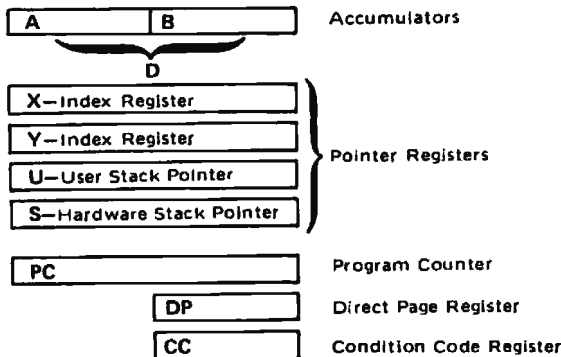 A B Accumulators
D
X—Index Register
Y—Index Register
U—User Stack Pointer
S—Hardware Stack Pointer
Pointer Registers
PC Program Counter
DP Direct Page Register
CC Condition Code Register